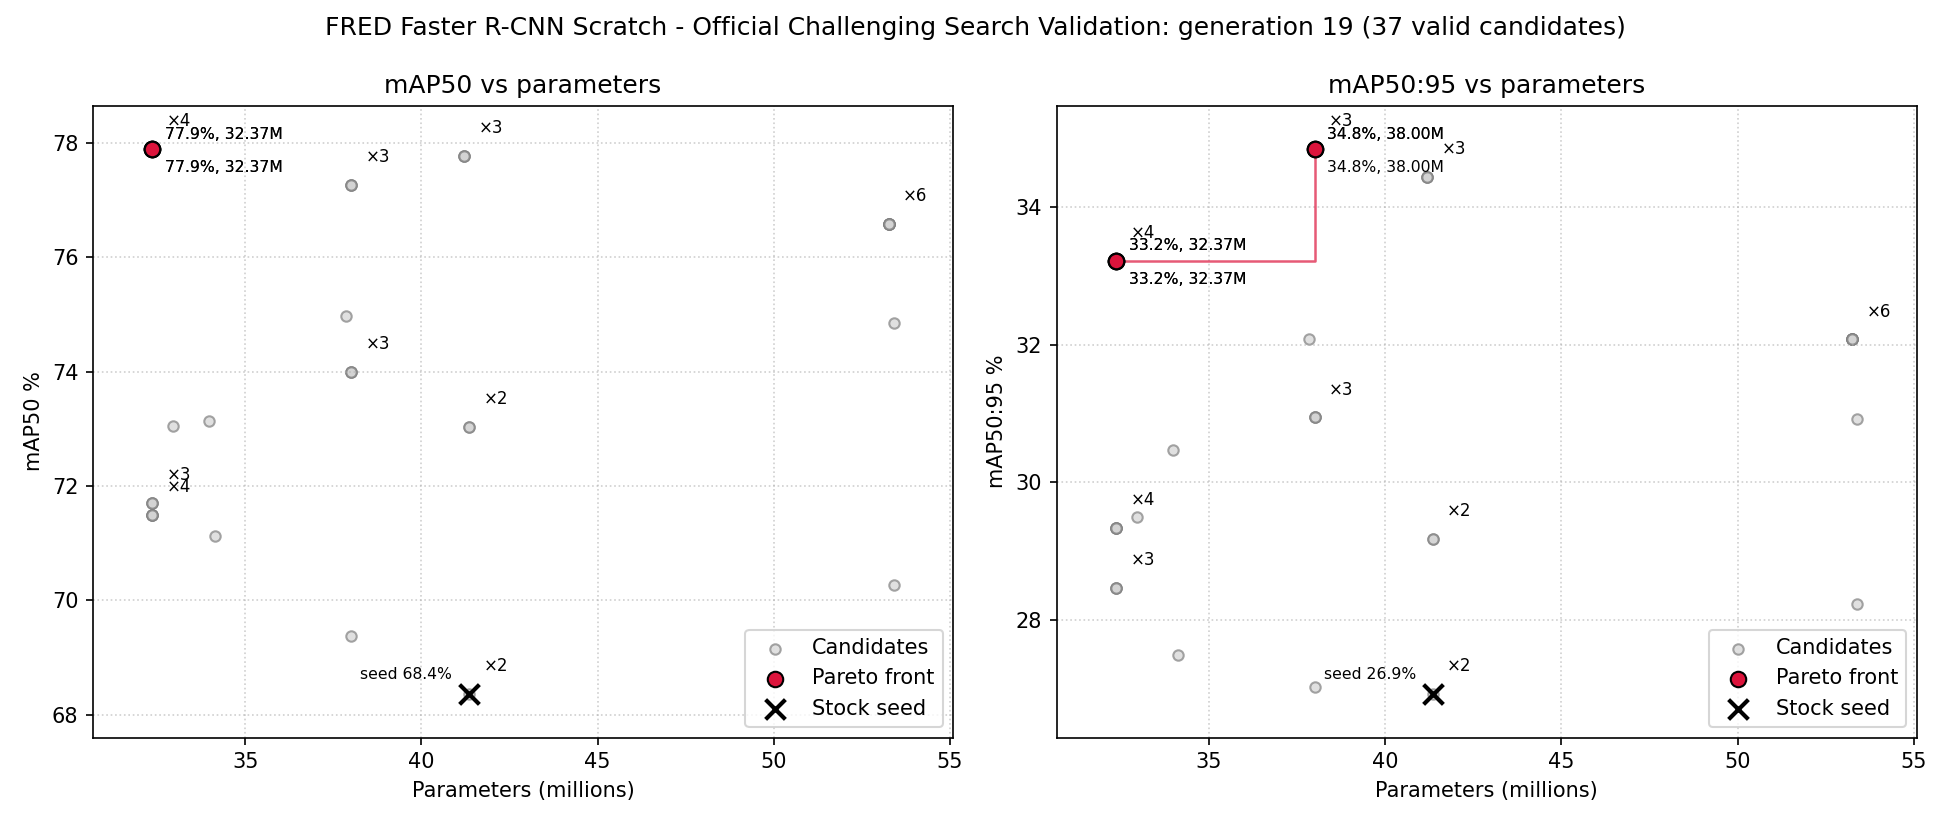 FRED Faster R-CNN Scratch - Official Challenging Search Validation: generation 19 (37 valid candidates)
mAP50 vs parameters
78
76
74
72
70
68
mAP50 %
×4
77.9%, 32.37M
77.9%, 32.37M
×3
×3
×6
×3
×2
×3
×4
seed 68.4%
×2
Candidates
Pareto front
Stock seed
35
40
45
50
55
Parameters (millions)
mAP50:95 vs parameters
34
32
30
28
mAP50:95 %
×3
34.8%, 38.00M
×3
34.8%, 38.00M
×4
33.2%, 32.37M
33.2%, 32.37M
×6
×3
×4
×2
×3
seed 26.9%
×2
Candidates
Pareto front
Stock seed
35
40
45
50
55
Parameters (millions)